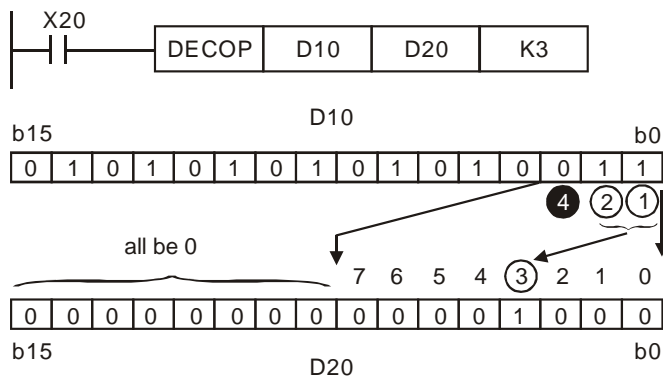 X20
DECOP D10 D20 K3
D10
b15 b0
0 1 0 1 0 1 0 1 0 1 0 1 0 0 1 1
4 2 1
all be 0
7 6 5 4 3 2 1 0
0 0 0 0 0 0 0 0 0 0 0 0 1 0 0 0
b15 b0
D20